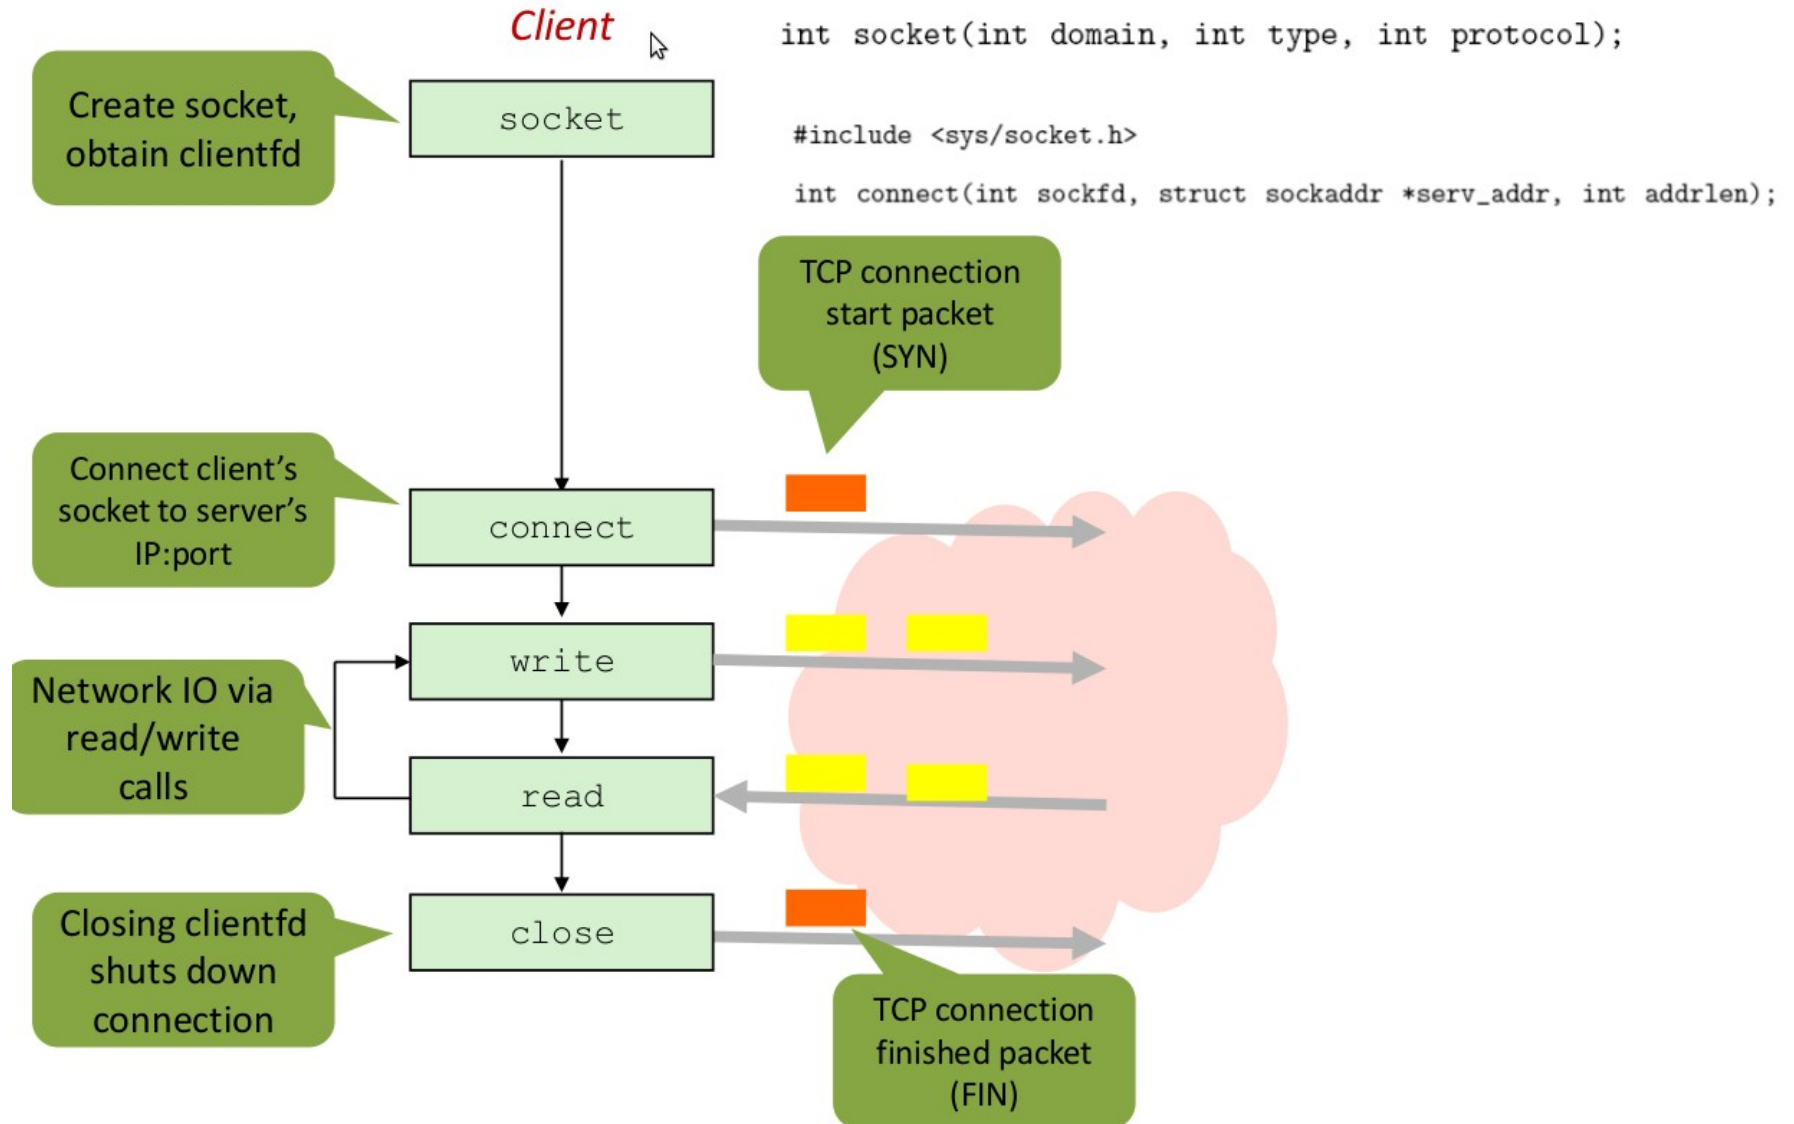 Client
int socket(int domain, int type, int protocol);
Create socket,
obtain clientfd
socket
#include <sys/socket.h>
int connect(int sockfd, struct sockaddr *serv_addr, int addrlen);
TCP connection
start packet
(SYN)
Connect client’s
socket to server’s
IP:port
connect
write
Network IO via
read/write
calls
read
Closing clientfd
shuts down
connection
close
TCP connection
finished packet
(FIN)